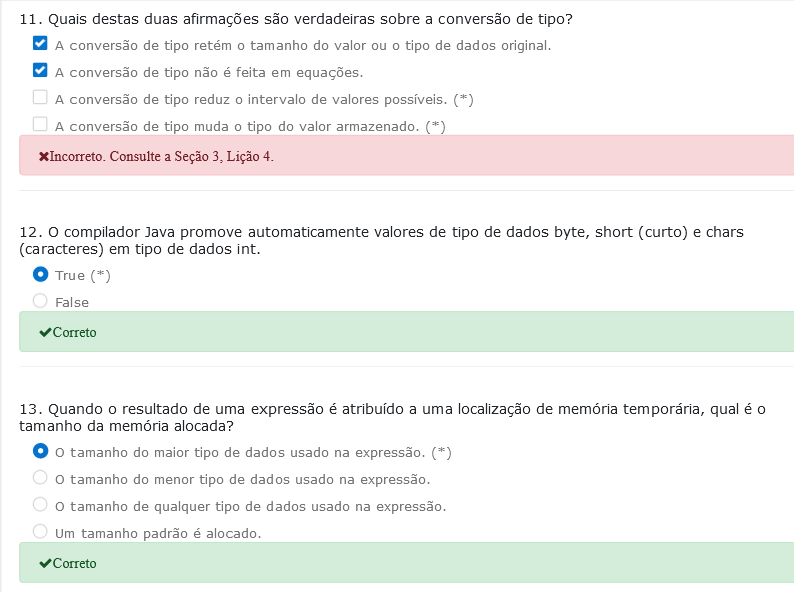 11. Quais destas duas afirmações são verdadeiras sobre a conversão de tipo?
A conversão de tipo retém o tamanho do valor ou o tipo de dados original.
A conversão de tipo não é feita em equações.
A conversão de tipo reduz o intervalo de valores possíveis. (*)
A conversão de tipo muda o tipo do valor armazenado. (*)
✖Incorreto. Consulte a Seção 3, Lição 4.
12. O compilador Java promove automaticamente valores de tipo de dados byte, short (curto) e chars
(caracteres) em tipo de dados int.
True (*)
False
✔Correto
13. Quando o resultado de uma expressão é atribuído a uma localização de memória temporária, qual é o
tamanho da memória alocada?
O tamanho do maior tipo de dados usado na expressão. (*)
O tamanho do menor tipo de dados usado na expressão.
O tamanho de qualquer tipo de dados usado na expressão.
Um tamanho padrão é alocado.
✔Correto